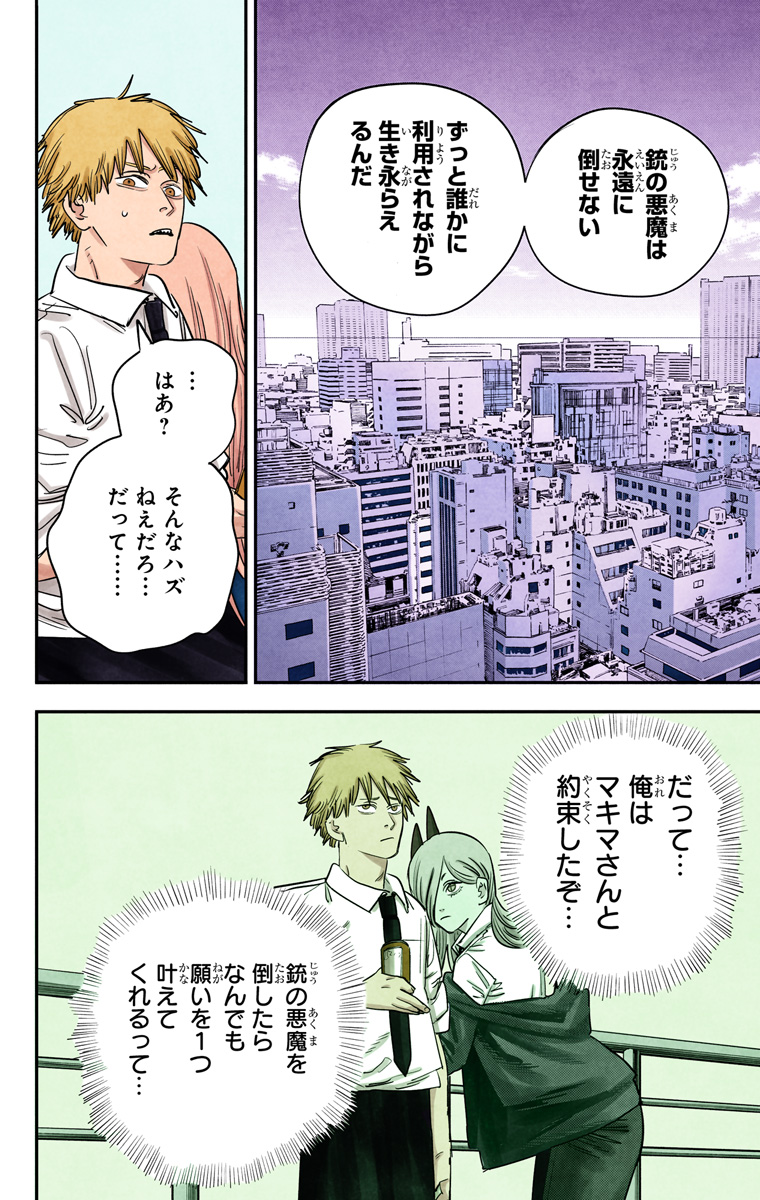 銃の悪魔は
永遠に
倒せない
ずっと誰かに
利用されながら
生き永らえ
るんだ
…
はあ?
そんなハズ
ねえだろ…
だって……
だって…
俺は
マキマさんと
約束したぞ…
銃の悪魔を
倒したら
なんでも
願いを1つ
叶えて
くれるって…